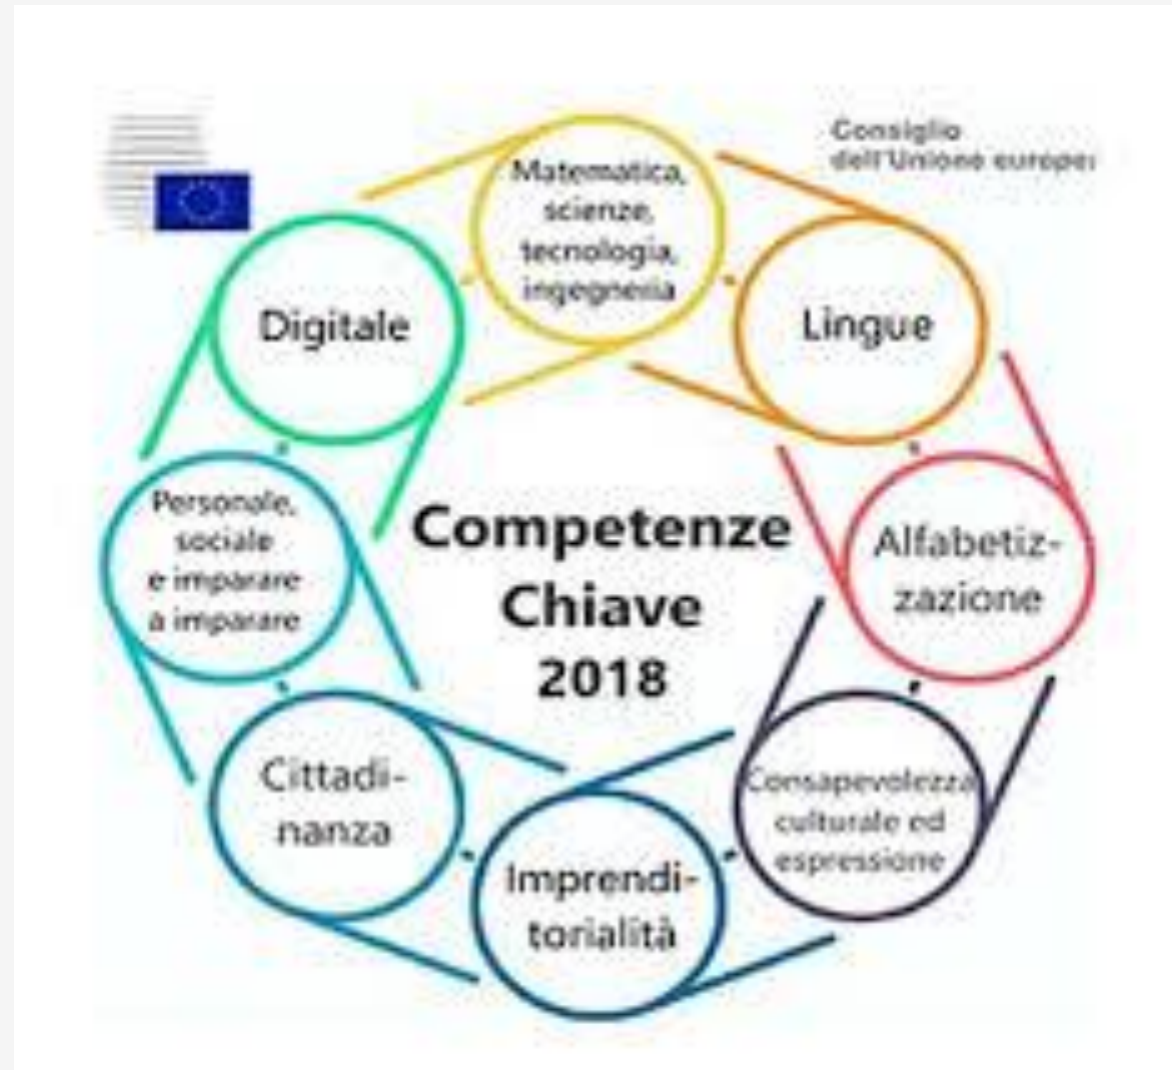 Consiglio
dell'Unione europe
Matematica,
scienze,
tecnologia,
ingegneria
Digitale
Lingue
Personale,
sociale
e imparare
a imparare
Competenze
Chiave
2018
Alfabetiz-
zazione
Cittadi-
nanza
Imprendi-
torialità
Consapevolezza
culturale ed
espressione